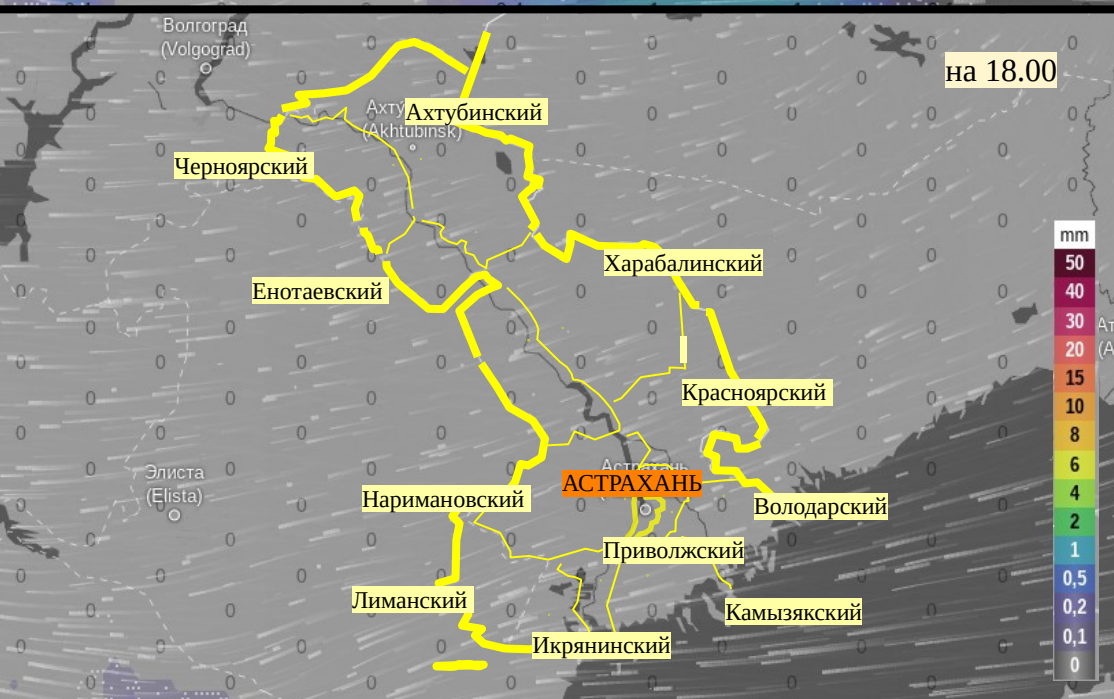 Волгоград
(Volgograd)
на 18.00
Ахтубинский
(Akhtubinsk)
Черноярский
mm
50
Харабалинский
40
Енотаевский
30
20
15
Красноярский
10
8
6
Элиста
(Elista)
Астрахань
АСТРАХАНЬ
4
Наримановский
Володарский
2
Приволжский
1
0,5
Лиманский
Камызякский
0,2
Икрянинский
0,1
0